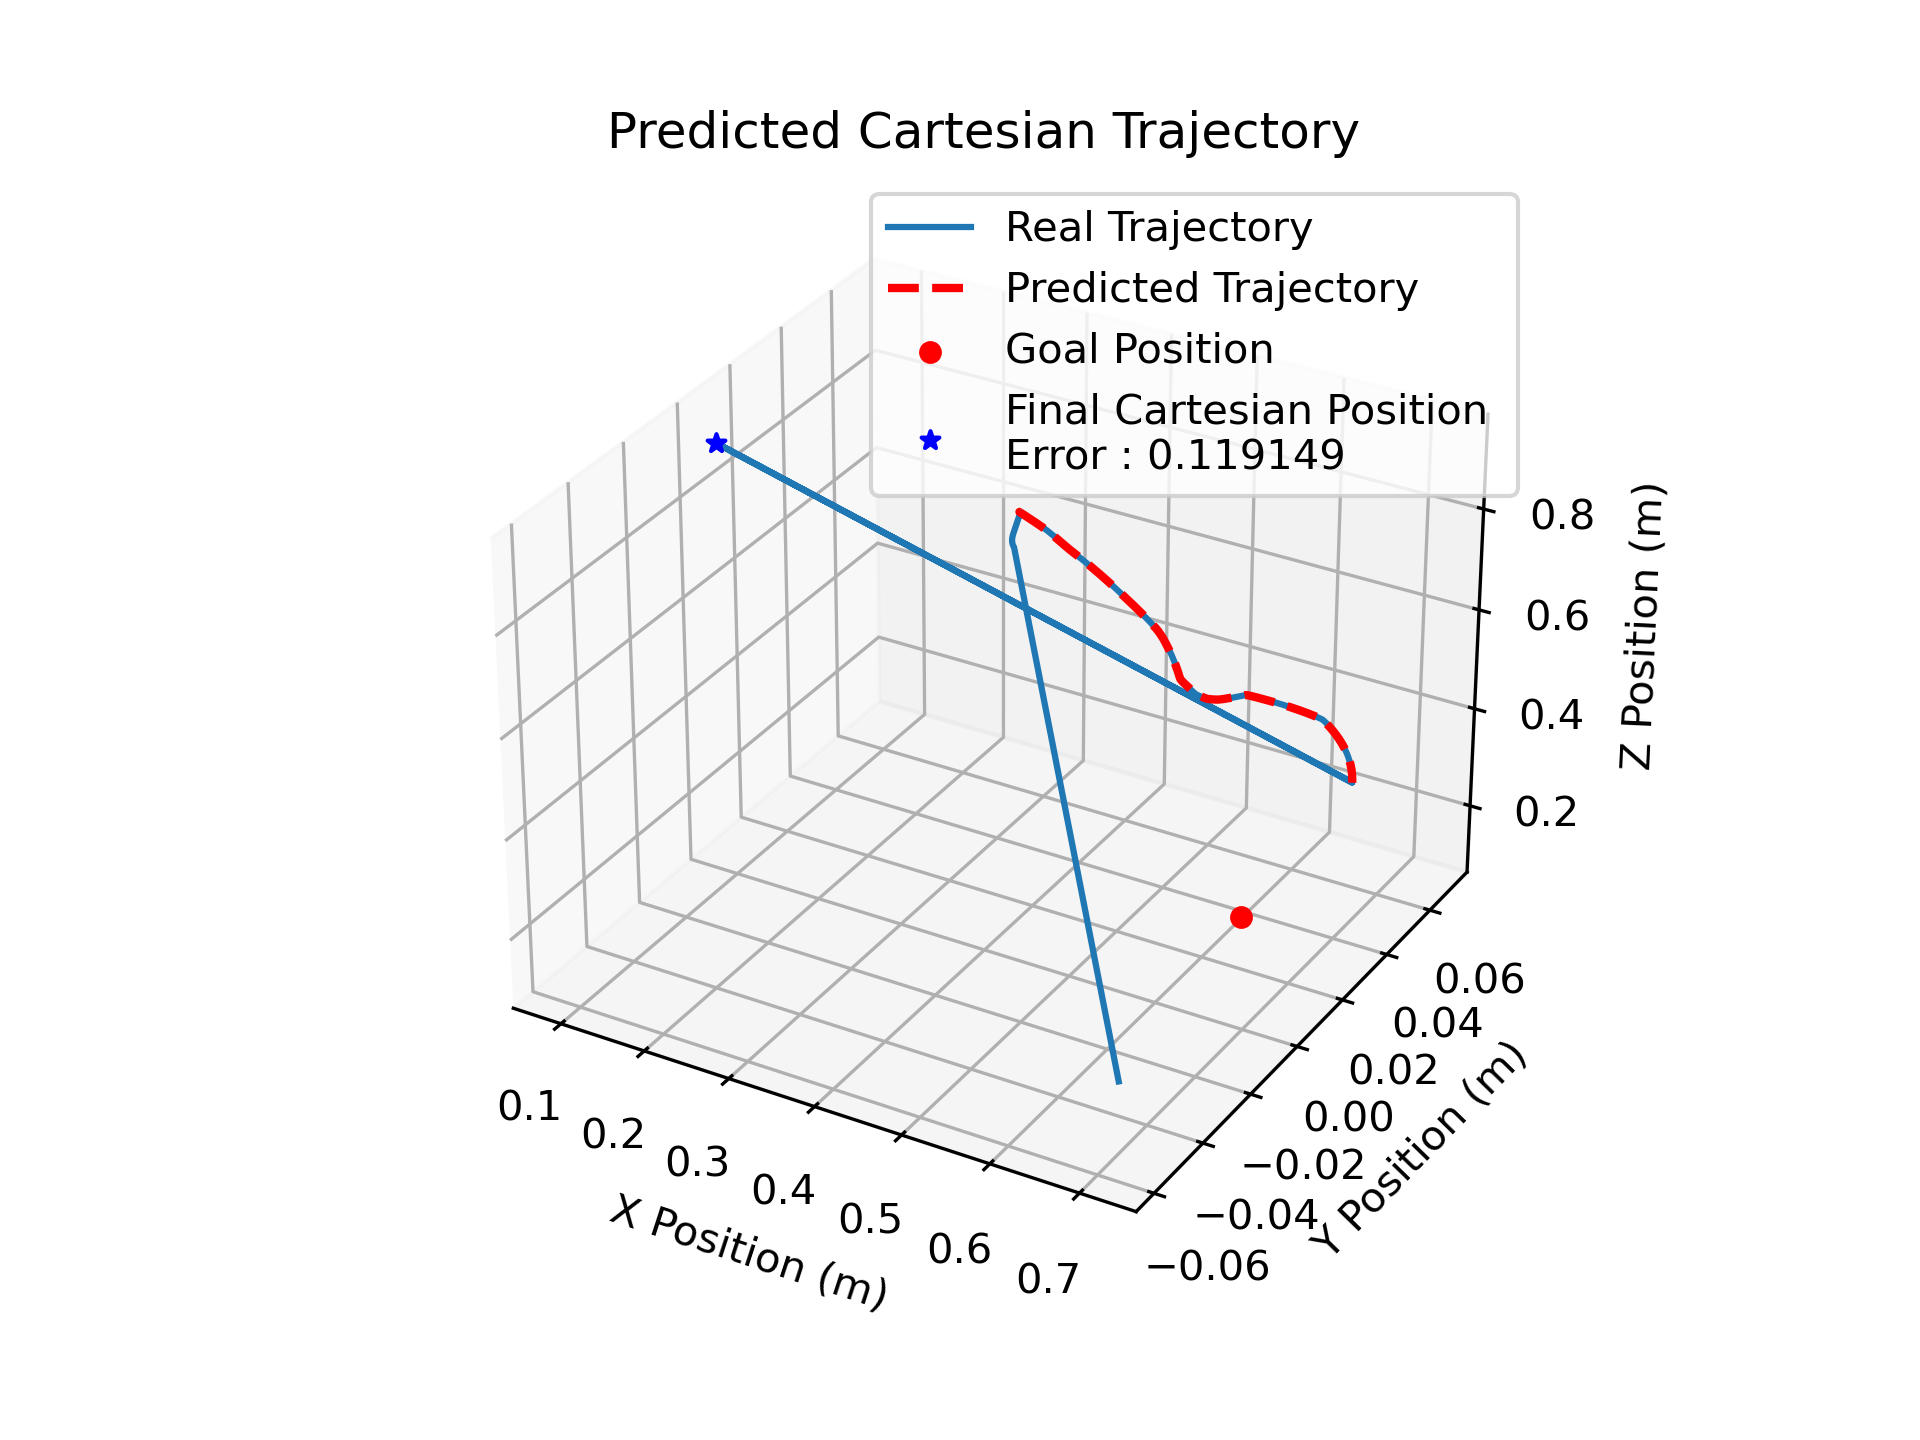 Predicted Cartesian Trajectory
Real Trajectory
Predicted Trajectory
Goal Position
Final Cartesian Position
Error : 0.119149
0.8
0.6
0.4
0.2
Z Position (m)
0.06
0.04
0.02
0.00
−0.02
−0.04
−0.06
Y Position (m)
0.1
0.2
0.3
0.4
0.5
0.6
0.7
X Position (m)